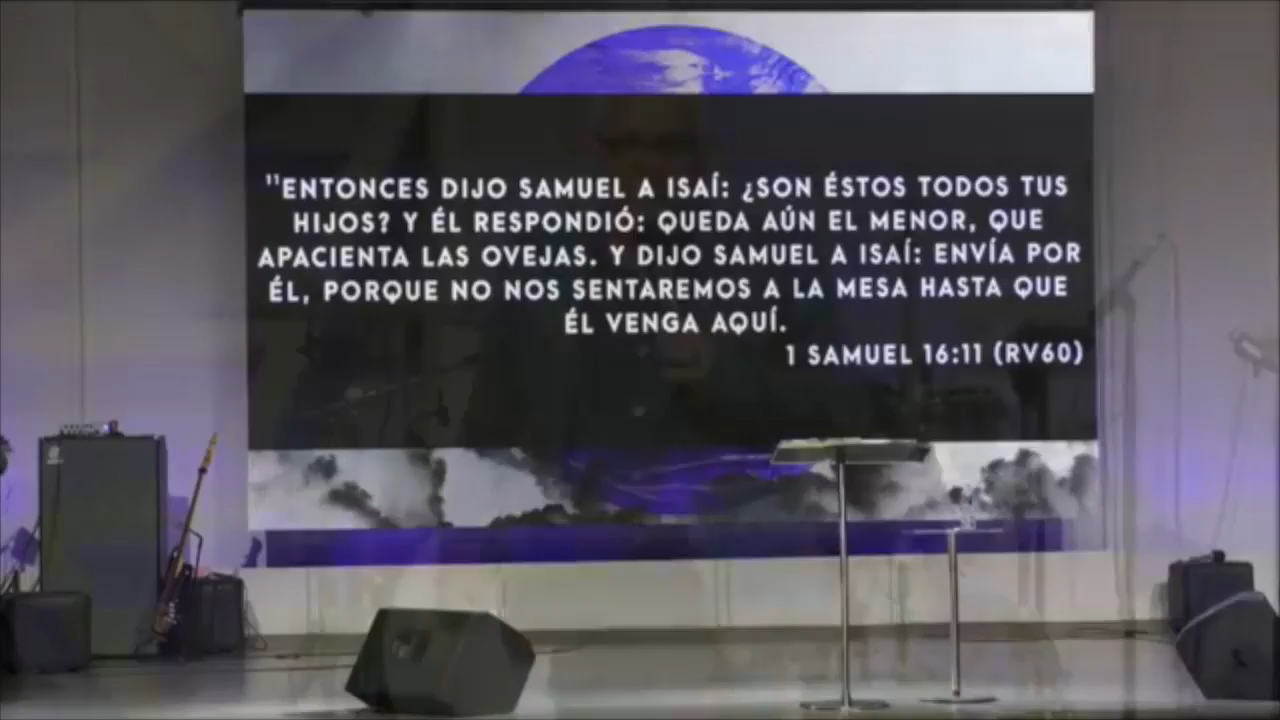 "ENTONCES DIJO SAMUEL A ISAÍ: ¿SON ÉSTOS TODOS TUS
HIJOS? Y ÉL RESPONDIÓ: QUEDA AÚN EL MENOR, QUE
APACIENTA LAS OVEJAS. Y DIJO SAMUEL A ISAÍ: ENVÍA POR
ÉL, PORQUE NO NOS SENTAREMOS A LA MESA HASTA QUE
ÉL VENGA AQUÍ.
1 SAMUEL 16:11 (RV60)